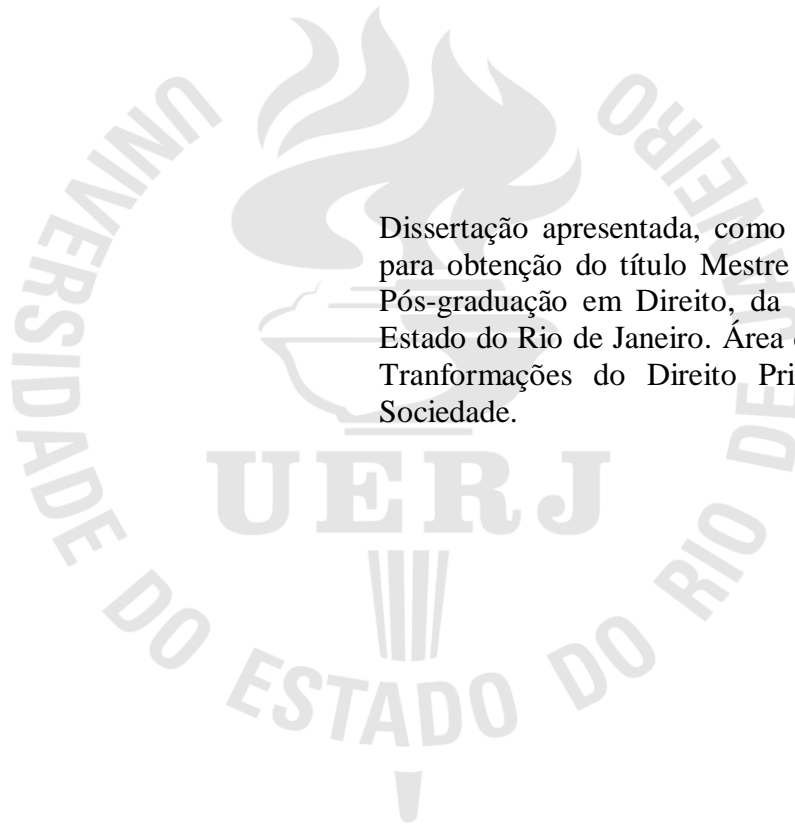 Dissertação apresentada, como
para obtenção do título Mestre
Pós-graduação em Direito, da
Estado do Rio de Janeiro. Área
Tranformações do Direito Pri
Sociedade.
UNIVERSIDADE DO ESTADO DO RIO DE JANEIRO
UERJ